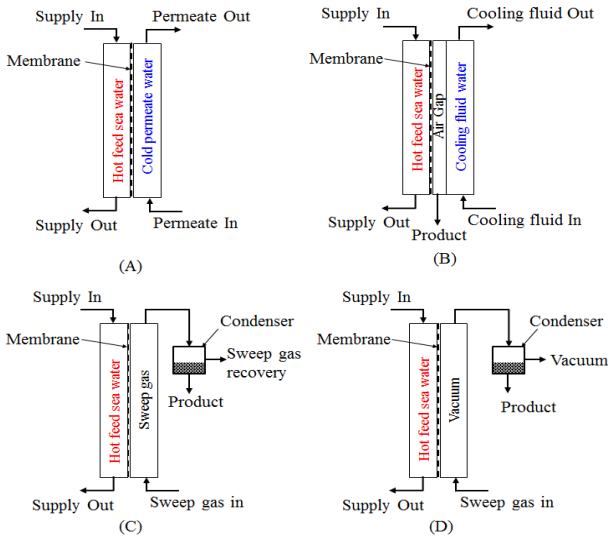 Supply In
Permeate Out
Membrane
Hot feed sea water
Cold permeate water
Supply Out
Permeate In
(A)
Supply In
Cooling fluid Out
Membrane
Hot feed sea water
Air Gap
Cooling fluid water
Supply Out
Cooling fluid In
Product
(B)
Supply In
Condenser
Membrane
Hot feed sea water
Sweep gas
Sweep gas
recovery
Product
Supply Out
Sweep gas in
(C)
Supply In
Condenser
Membrane
Hot feed sea water
Vacuum
Vacuum
Product
Supply Out
Sweep gas in
(D)